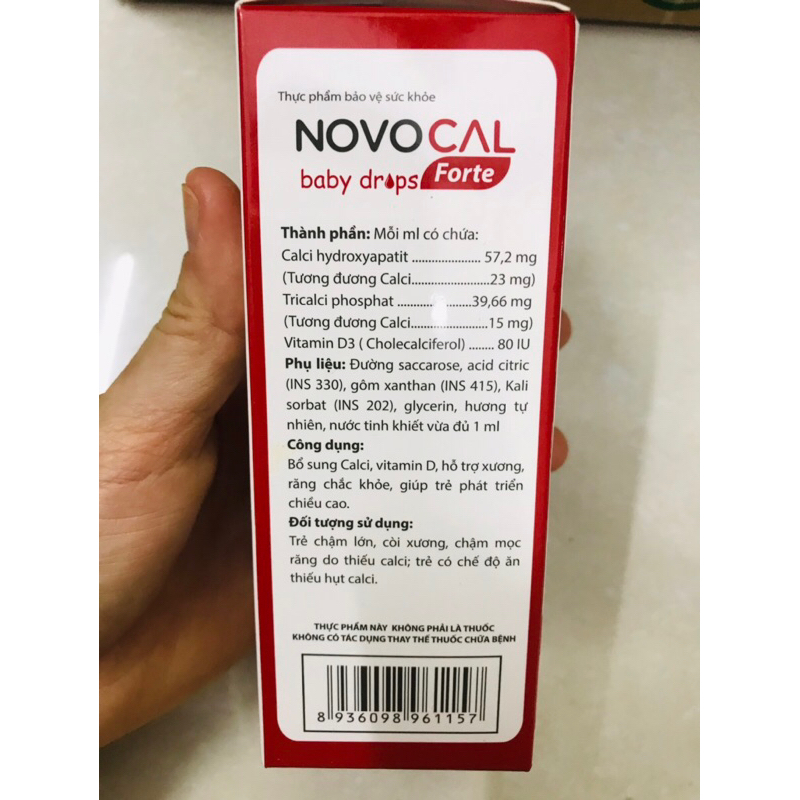 Thực phẩm bảo vệ sức khỏe
NOVOCAL
baby drops Forte
Thành phần: Mỗi ml có chứa:
Calci hydroxyapatit ..................... 57,2 mg
(Tương đương Calci........................23 mg)
Tricalci phosphat .......................39,66 mg
(Tương đương Calci........................15 mg)
Vitamin D3 ( Cholecalciferol) ........ 80 IU
Phụ liệu: Đường saccarose, acid citric
(INS 330), gôm xanthan (INS 415), Kali
sorbat (INS 202), glycerin, hương tự
nhiên, nước tinh khiết vừa đủ 1 ml
Công dụng:
Bổ sung Calci, vitamin D, hỗ trợ xương,
răng chắc khỏe, giúp trẻ phát triển
chiều cao.
Đối tượng sử dụng:
Trẻ chậm lớn, còi xương, chậm mọc
răng do thiếu calci; trẻ có chế độ ăn
thiếu hụt calci.
THỰC PHẨM NÀY KHÔNG PHẢI LÀ THUỐC
KHÔNG CÓ TÁC DỤNG THAY THẾ THUỐC CHỮA BỆNH
8 936098 961157